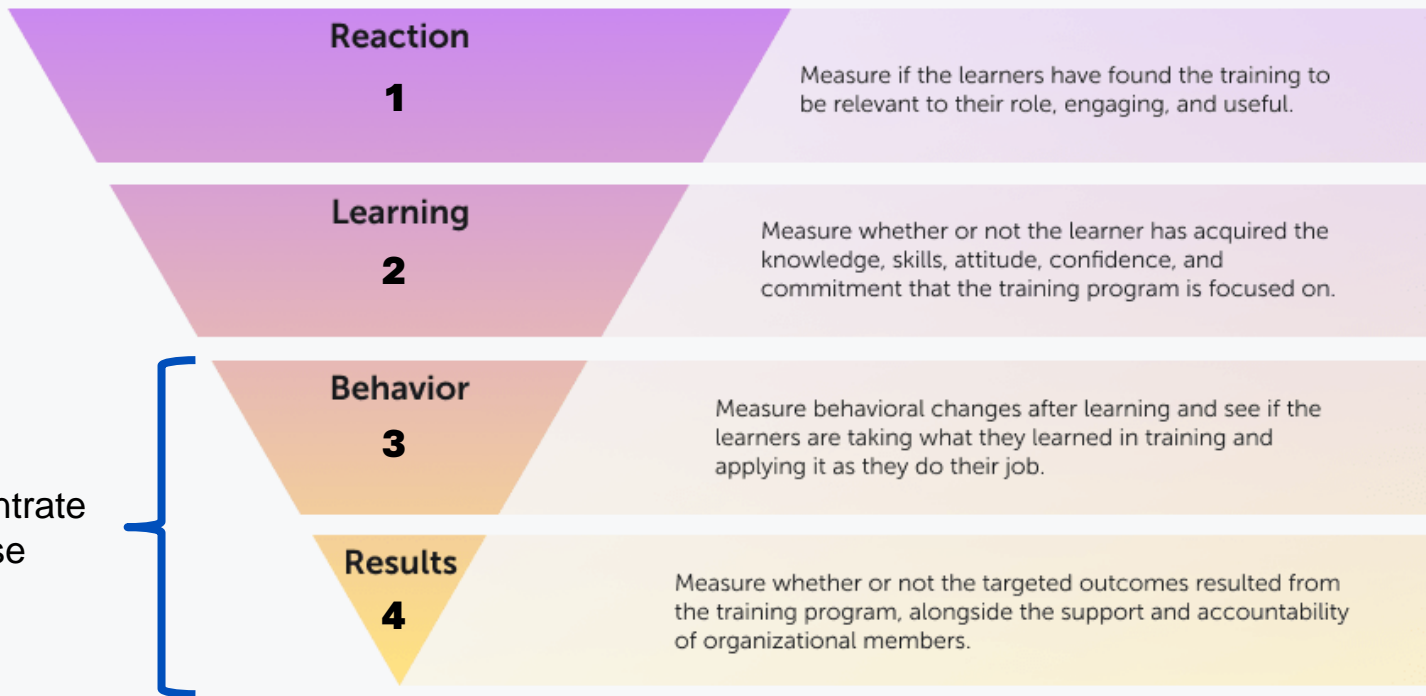 Reaction
1
Measure if the learners have found the training to
be relevant to their role, engaging, and useful.
Learning
2
Measure whether or not the learner has acquired the
knowledge, skills, attitude, confidence, and
commitment that the training program is focused on.
Behavior
3
Measure behavioral changes after learning and see if the
learners are taking what they learned in training and
applying it as they do their job.
Results
4
Measure whether or not the targeted outcomes resulted from
the training program, alongside the support and accountability
of organizational members.